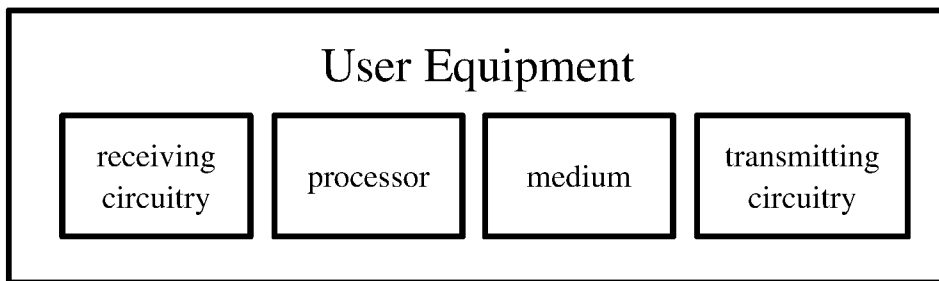 User Equipment
receiving
circuitry
processor
medium
transmitting
circuitry